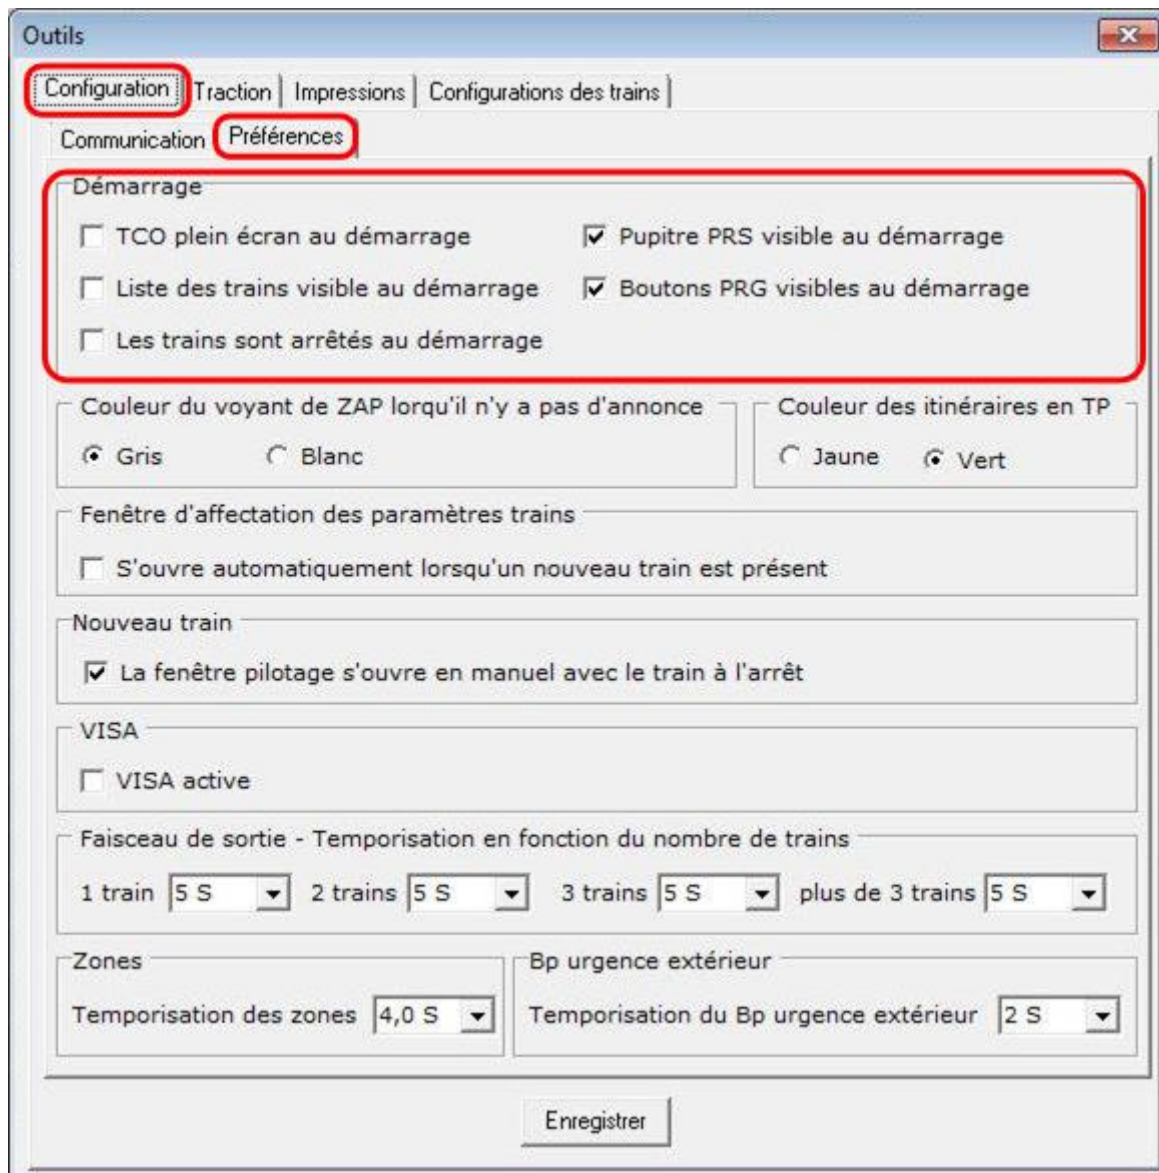 Outils
Configuration Traction Impressions Configurations des trains
Communication Préférences
Démarrage
TCO plein écran au démarrage Pupitre PRS visible au démarrage
Liste des trains visible au démarrage Boutons PRG visibles au démarrage
Les trains sont arrêtés au démarrage
Couleur du voyant de ZAP lorqu'il n'y a pas d'annonce Couleur des itinéraires en TP
Gris Blanc Jaune Vert
Fenêtre d'affectation des paramètres trains
S'ouvre automatiquement lorsqu'un nouveau train est présent
Nouveau train
La fenêtre pilotage s'ouvre en manuel avec le train à l'arrêt
VISA
VISA active
Faisceau de sortie - Temporisation en fonction du nombre de trains
1 train 5 S 2 trains 5 S 3 trains 5 S plus de 3 trains 5 S
Zones Bp urgence extérieur
Temporisation des zones 4,0 S Temporisation du Bp urgence extérieur 2 S
Enregistrer